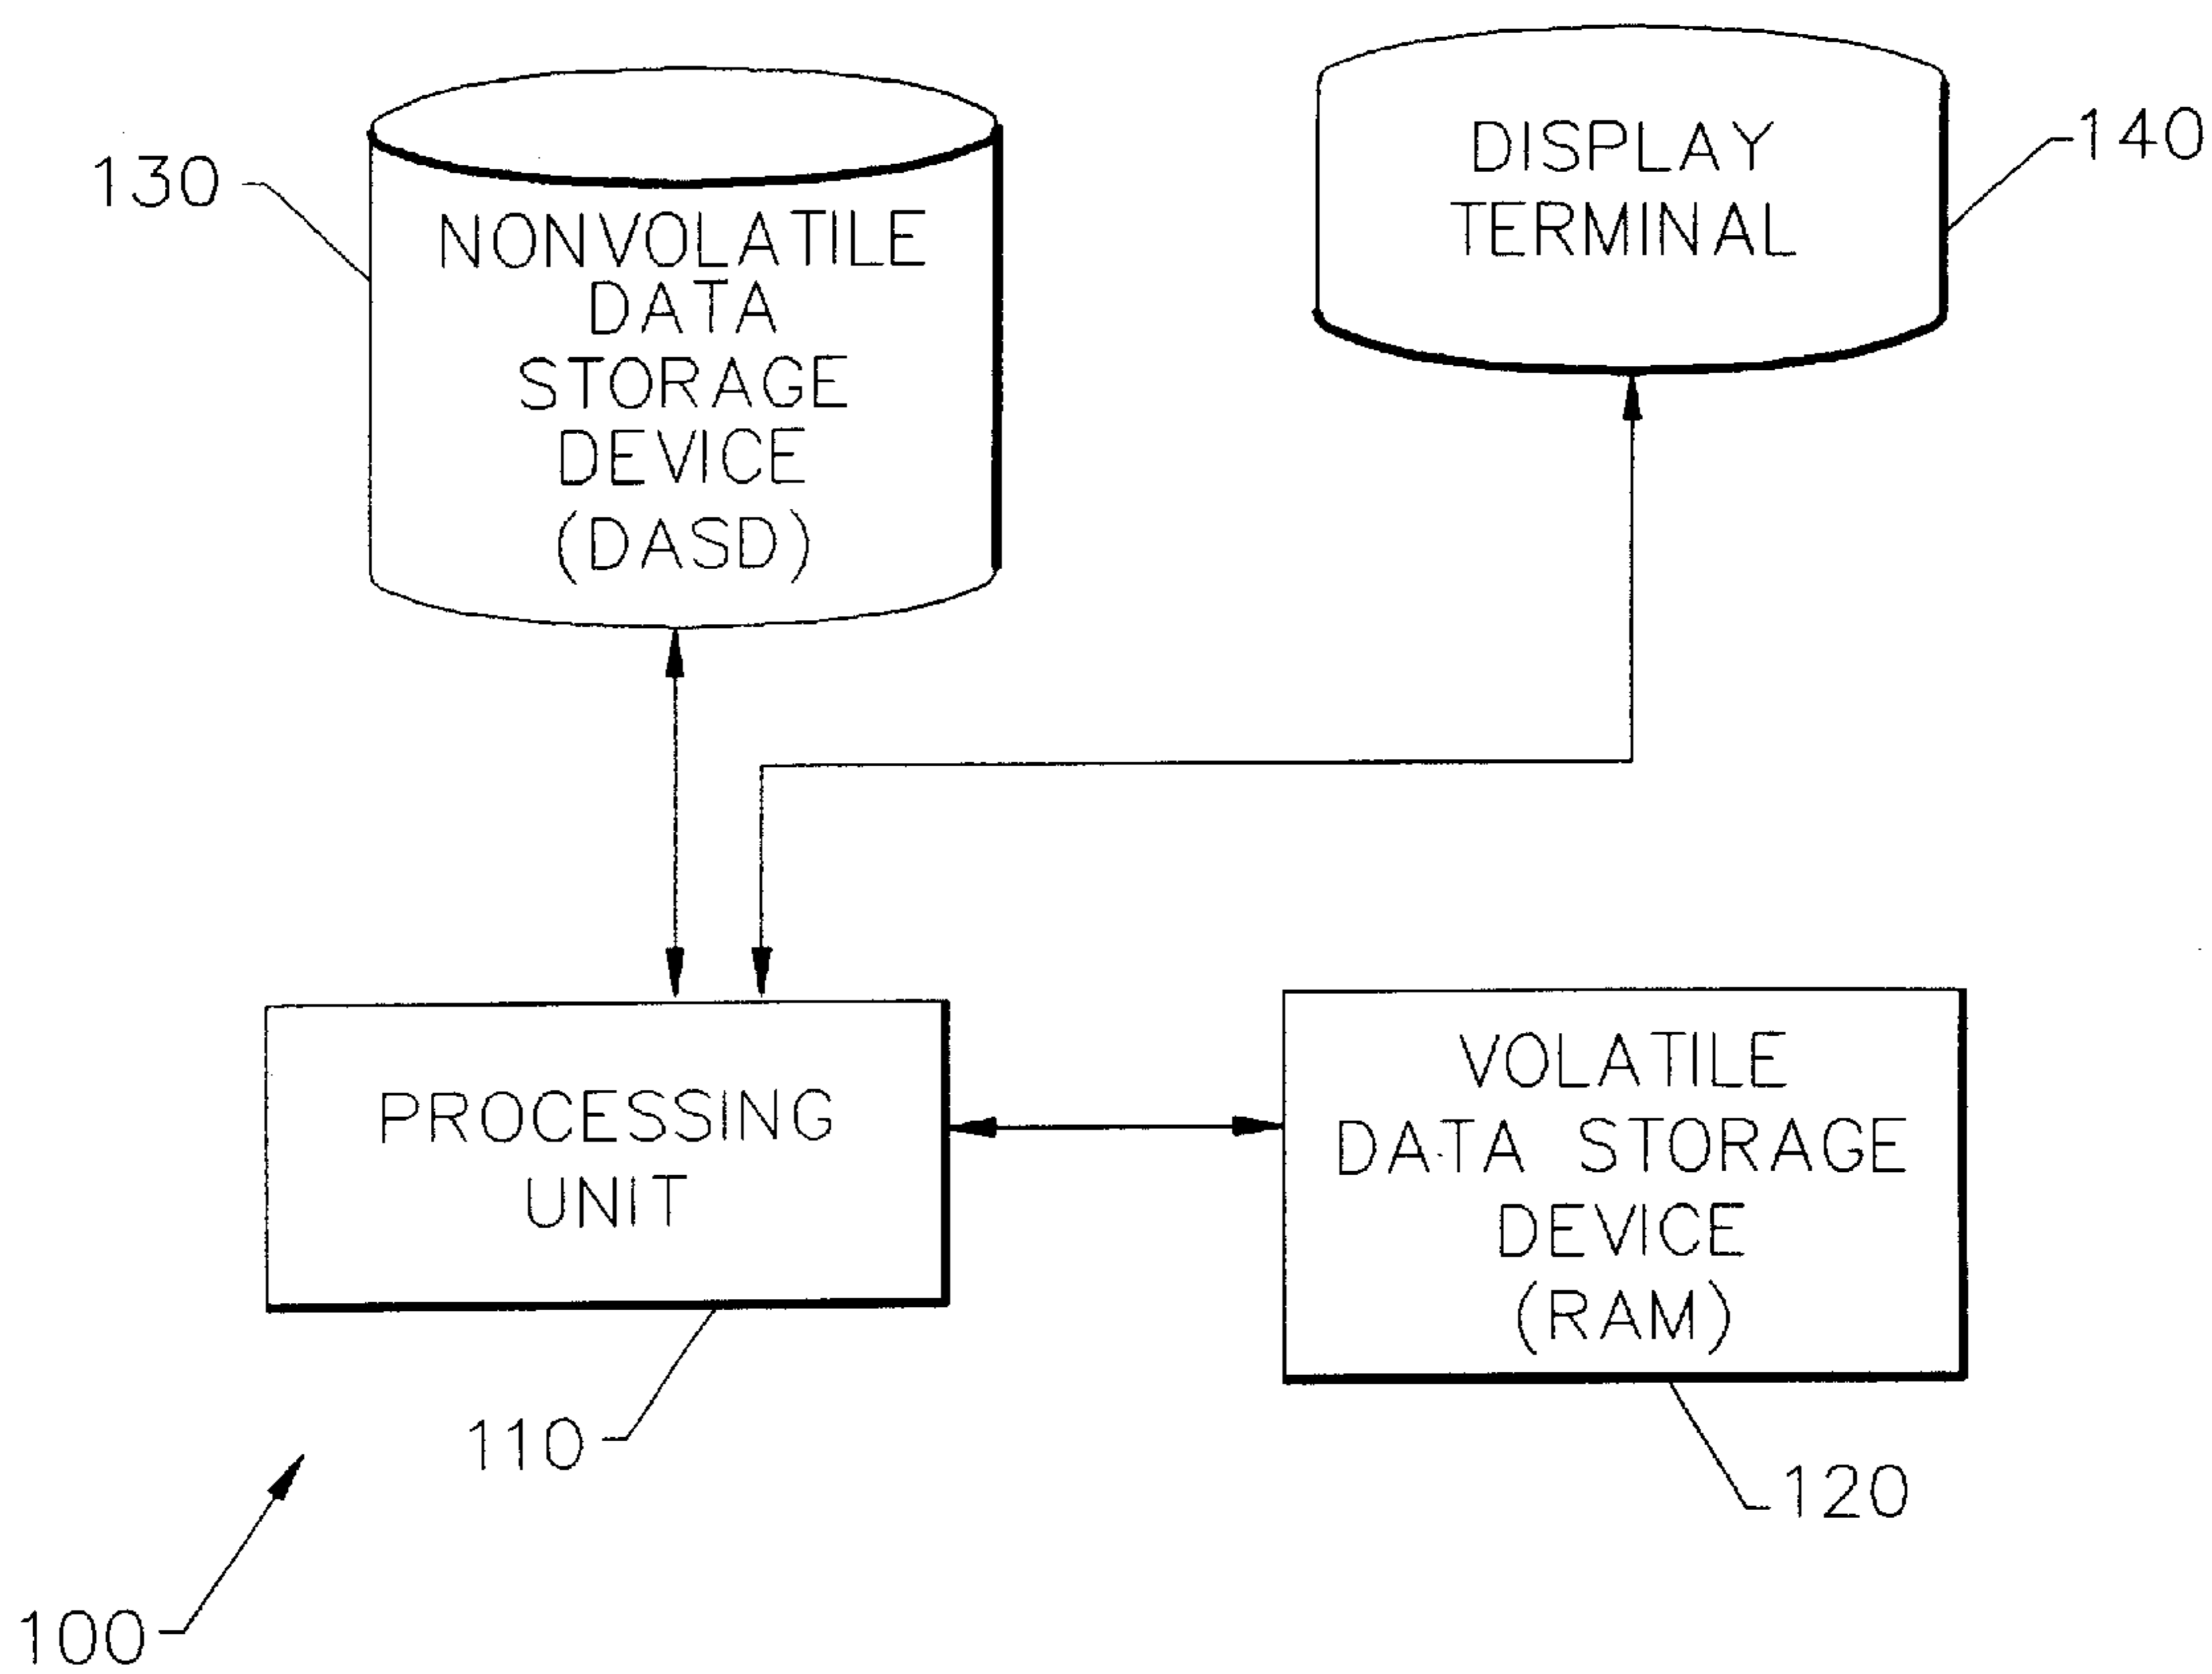 130
NONVOLATILE
DATA
STORAGE
DEVICE
(DASD)
DISPLAY
TERMINAL
140
PROCESSING
UNIT
110
VOLATILE
DATA STORAGE
DEVICE
(RAM)
120
100